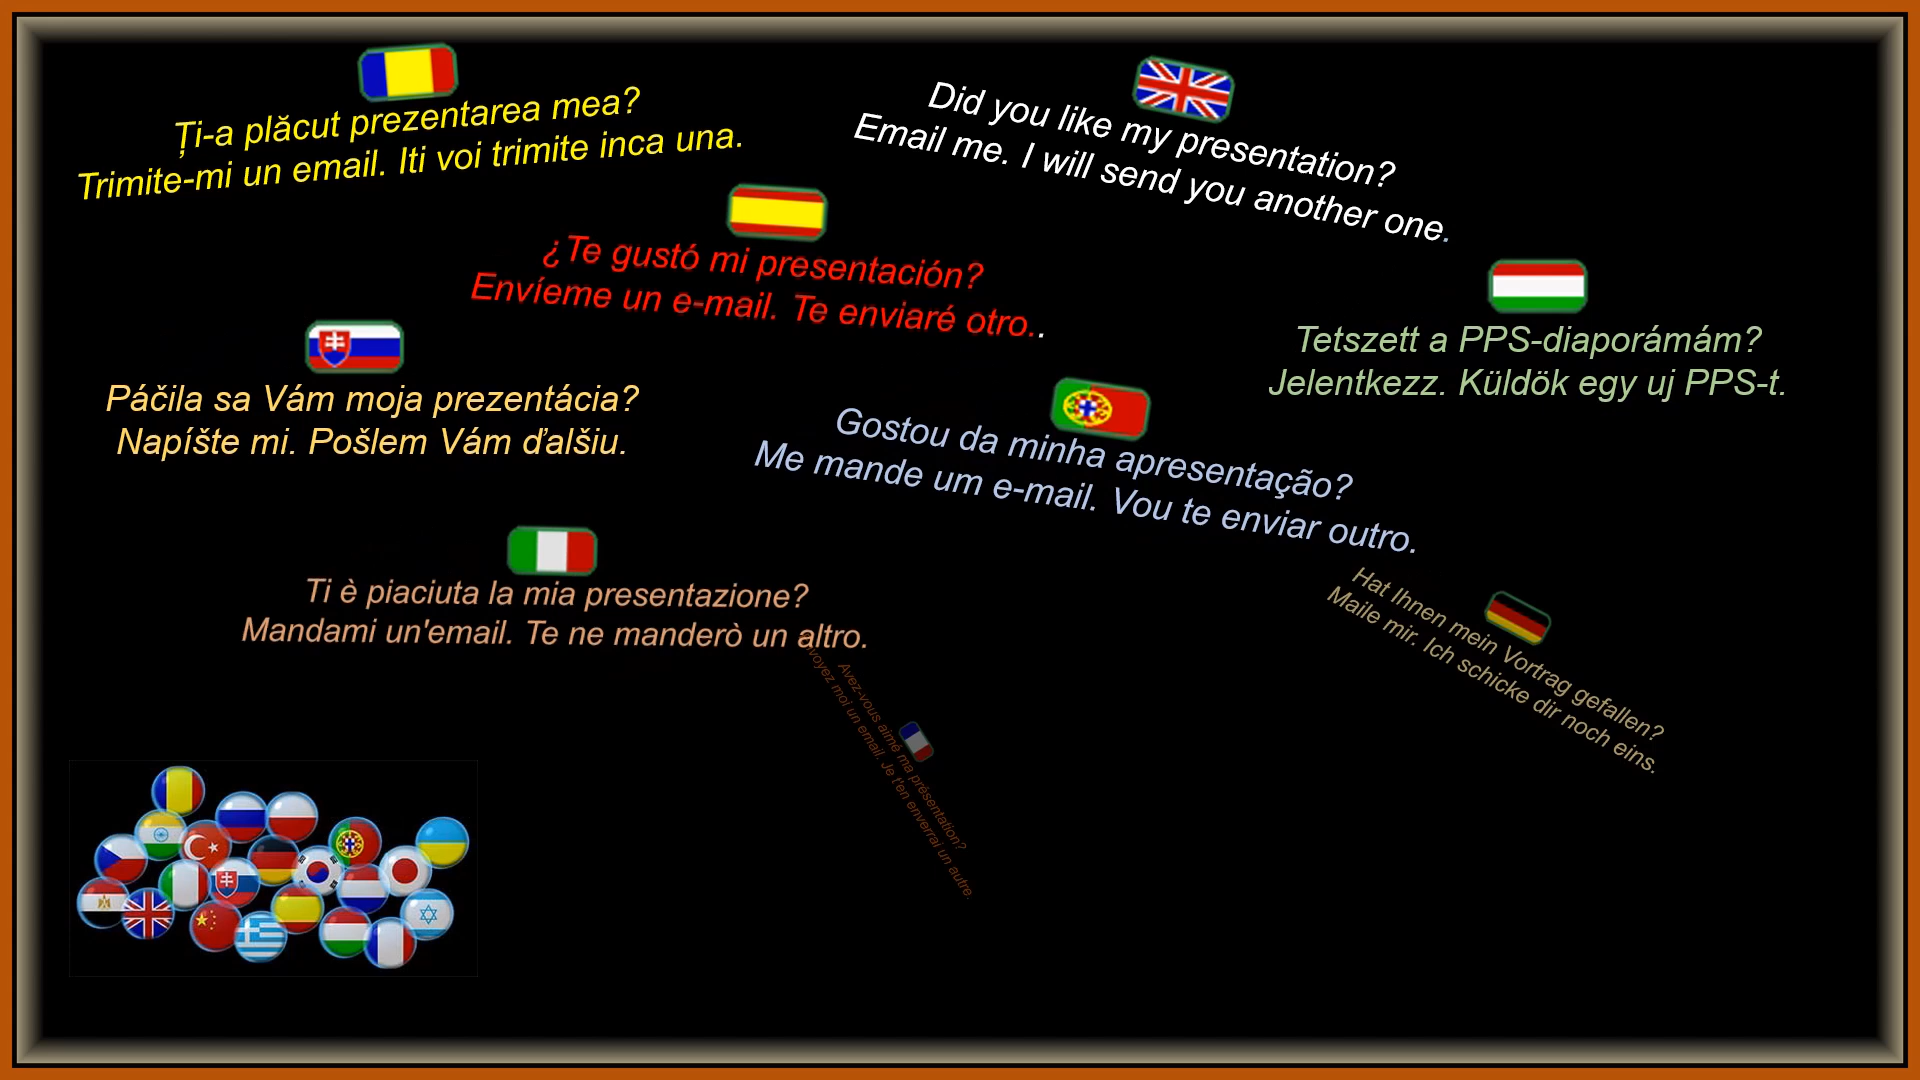 Ți-a plăcut prezentarea mea?
Trimite-mi un email. Iti voi trimite inca una.
Did you like my presentation?
Email me. I will send you another one.
¿Te gustó mi presentación?
Envíeme un e-mail. Te enviaré otro..
Tetszett a PPS-diaporámám?
Jelentkezz. Küldök egy uj PPS-t.
Páčila sa Vám moja prezentácia?
Napíšte mi. Pošlem Vám ďalšiu.
Gostou da minha apresentação?
Me mande um e-mail. Vou te enviar outro.
Ti è piaciuta la mia presentazione?
Mandami un'email. Te ne manderò un altro.
Hat Ihnen mein Vortrag gefallen?
Maile mir. Ich schicke dir noch eins.
Avez-vous aimé ma présentation?
moi un email. Je t'en enverrai un autre.